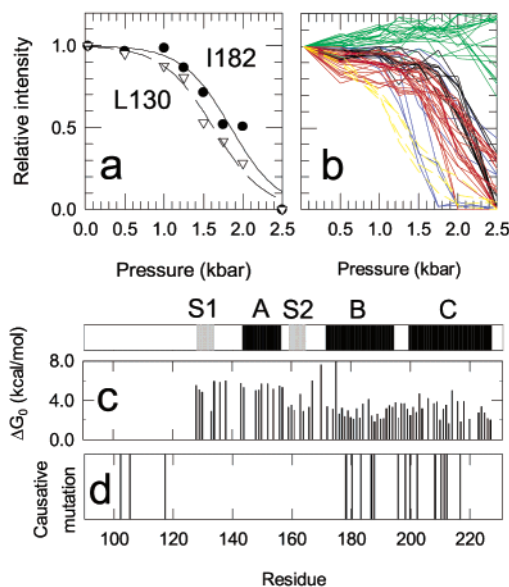 1.0
0.5
0.0
Relative intensity
I182
L130
a
b
0.0 0.5 1.0 1.5 2.0 2.5
0.5 1.0 1.5 2.0 2.5
Pressure (kbar)
Pressure (kbar)
S1 A S2 B C
8.0
4.0
0.0
ΔG0 (kcal/mol)
c
Causative mutation
d
100 120 140 160 180 200 220
Residue